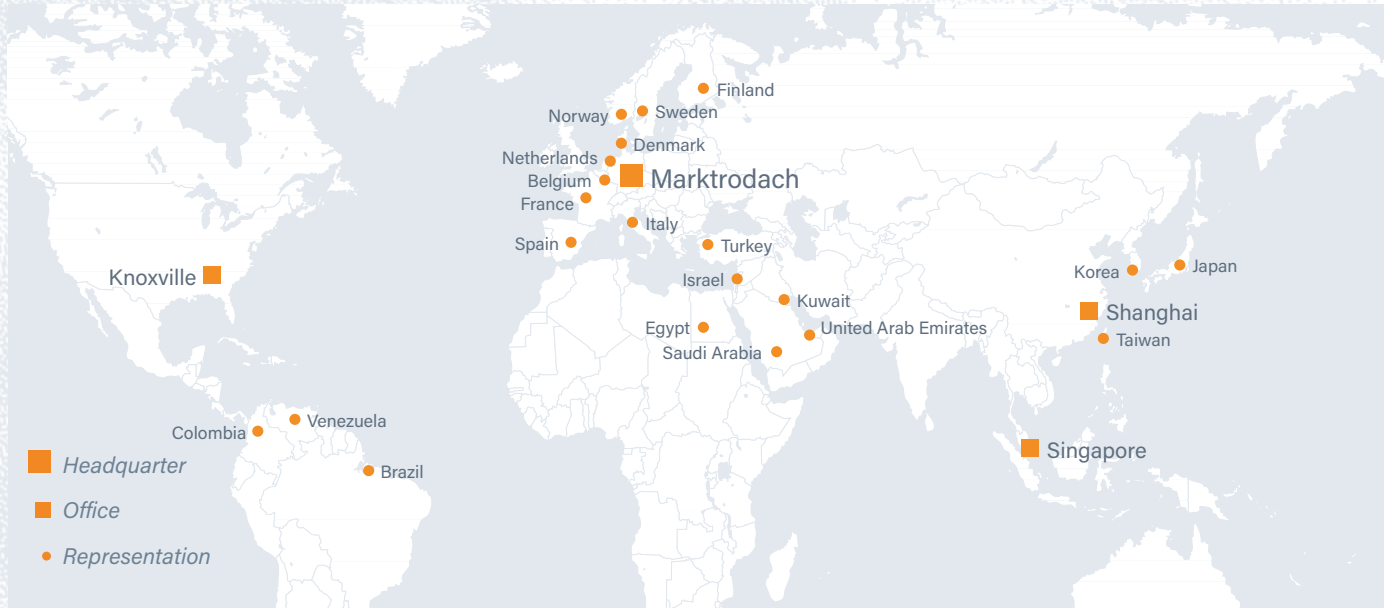 Finland
Norway
Sweden
Denmark
Netherlands
Belgium
Marktrodach
France
Italy
Spain
Turkey
Knoxville
Israel
Korea
Japan
Kuwait
Shanghai
Egypt
United Arab Emirates
Saudi Arabia
Taiwan
Venezuela
Colombia
Singapore
Brazil
Headquarter
Office
Representation